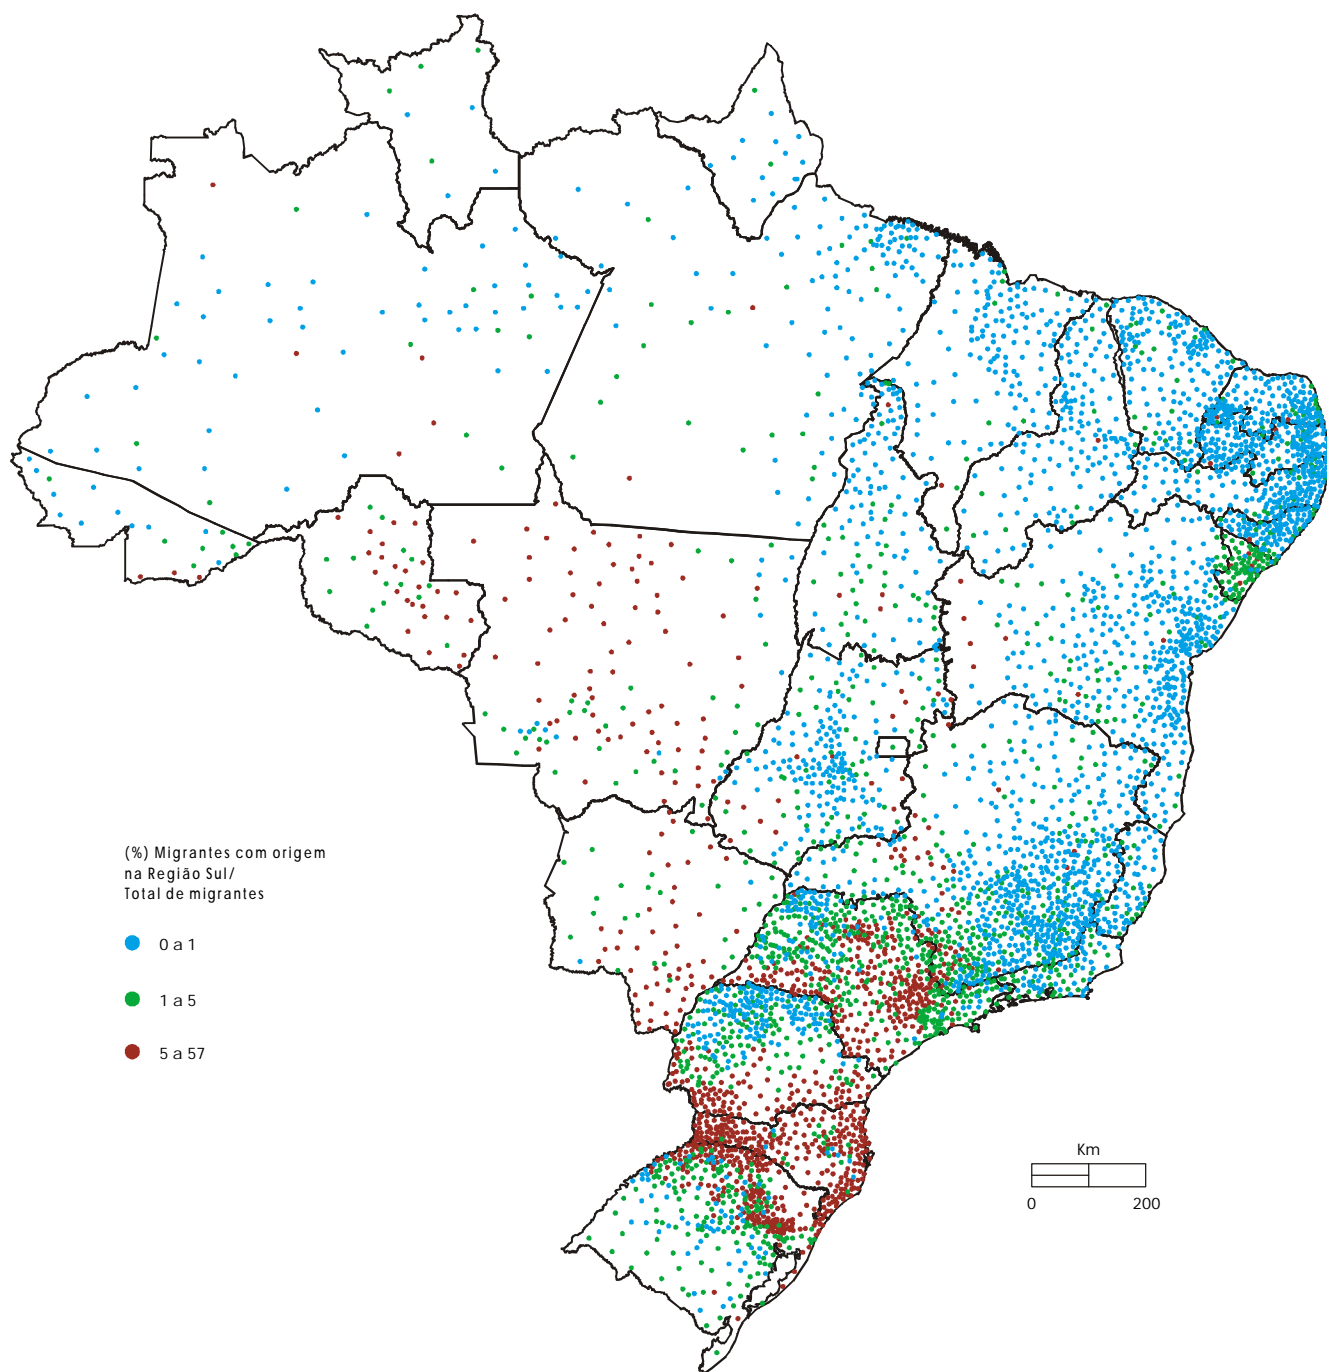 (%) Migrantes com origem
na Região Sul/
Total de migrantes
0 a 1
1 a 5
5 a 57
Km
0 200